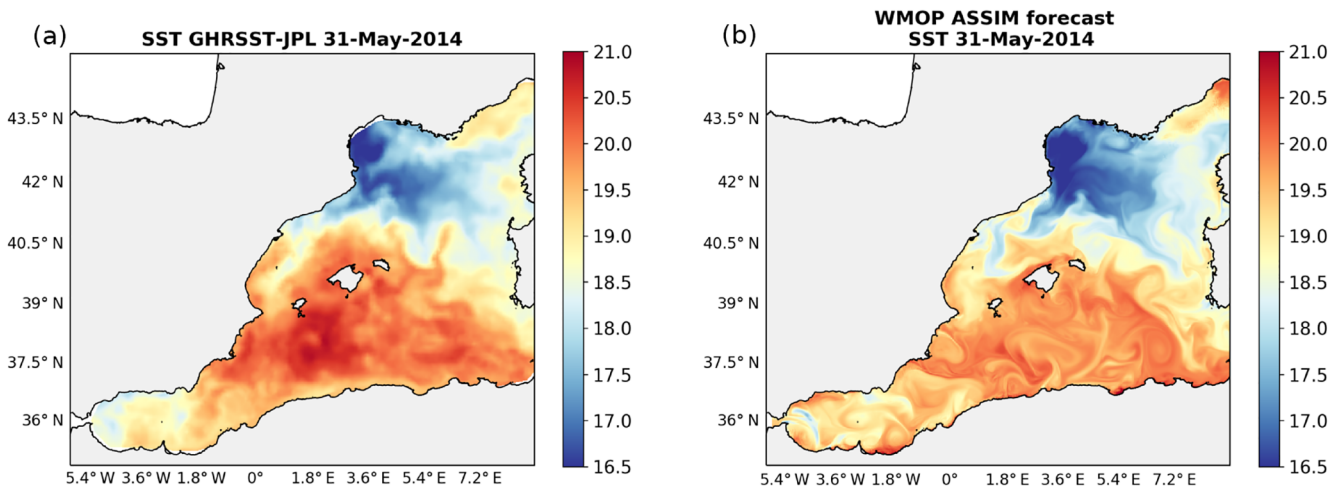 (a)
SST GHRSST-JPL 31-May-2014
43.5° N
42° N
40.5° N
39° N
37.5° N
36° N
5.4° W 3.6° W 1.8° W 0° 1.8° E 3.6° E 5.4° E 7.2° E
21.0
20.5
20.0
19.5
19.0
18.5
18.0
17.5
17.0
16.5
(b)
WMOP ASSIM forecast
SST 31-May-2014
43.5° N
42° N
40.5° N
39° N
37.5° N
36° N
5.4° W 3.6° W 1.8° W 0° 1.8° E 3.6° E 5.4° E 7.2° E
21.0
20.5
20.0
19.5
19.0
18.5
18.0
17.5
17.0
16.5